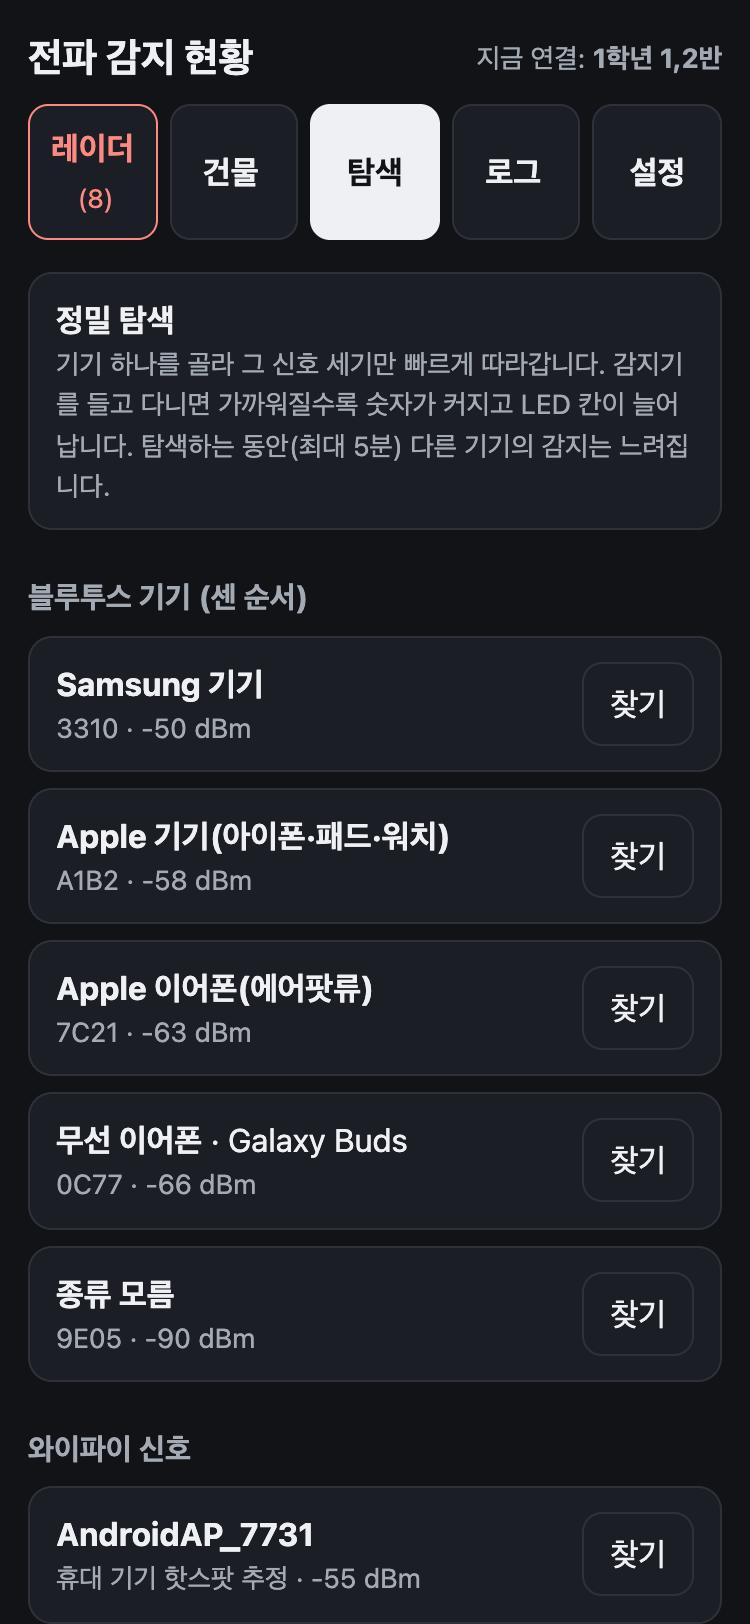 전파 감지 현황
지금 연결: 1학년 1,2반
레이더
(8)
건물
탐색
로그
설정
정밀 탐색
기기 하나를 골라 그 신호 세기만 빠르게 따라갑니다. 감지기
를 들고 다니면 가까워질수록 숫자가 커지고 LED 칸이 늘어
납니다. 탐색하는 동안(최대 5분) 다른 기기의 감지는 느려집
니다.
블루투스 기기 (센 순서)
Samsung 기기
3310 · -50 dBm
찾기
Apple 기기(아이폰·패드·워치)
A1B2 · -58 dBm
찾기
Apple 이어폰(에어팟류)
7C21 · -63 dBm
찾기
무선 이어폰 · Galaxy Buds
0C77 · -66 dBm
찾기
종류 모름
9E05 · -90 dBm
찾기
와이파이 신호
AndroidAP_7731
휴대 기기 핫스팟 추정 · -55 dBm
찾기